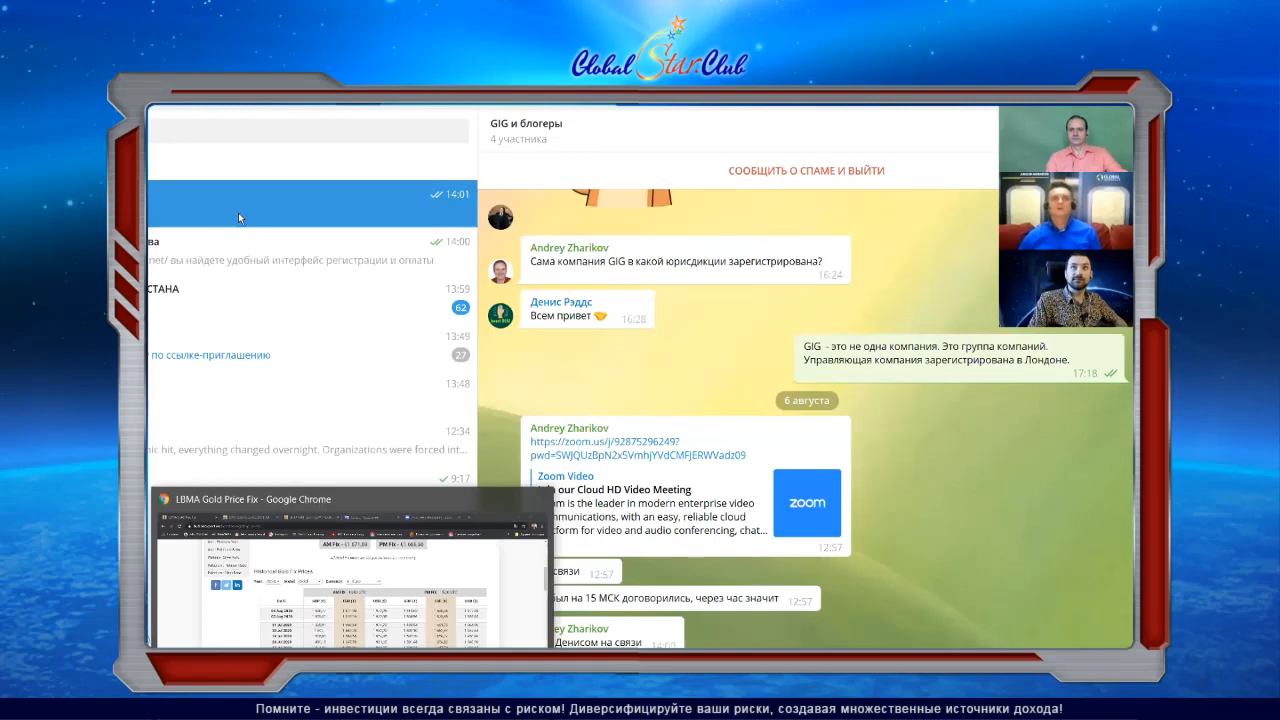 Global Star.Club
GIG и блогеры
4 участника
СООБЩИТЬ О СПАМЕ И ВЫЙТИ
14:01
ва
14:00
net/ вы найдете удобный интерфейс регистрации и оплаты
СТАНА
13:59
62
13:49
по ссылке-приглашению
27
13:48
12:34
nic hit, everything changed overnight. Organizations were forced int...
9:17
Andrey Zharikov
Сама компания GIG в какой юрисдикции зарегистрирована?
16:24
Денис Рэддс
Всем привет
16:28
GIG - это не одна компания. Это группа компаний.
Управляющая компания зарегистрирована в Лондоне.
17:18
6 августа
Andrey Zharikov
https://zoom.us/j/92875296249?
Zoom Video
our Cloud HD Video Meeting
is the leader in modern enterprise video
mmunications, with an easy, reliable cloud
tform for video and audio conferencing, chat...
zoom
12:57
связи
12:57
был на 15 МСК договорились, через час значит
12:57
ey Zharikov
Денисом на связи
14:00
LBMA Gold Price Fix - Google Chrome
Historical Gold Fix Prices
Помните - инвестиции всегда связаны с риском! Диверсифицируйте ваши риски, создавая множественные источники дохода!